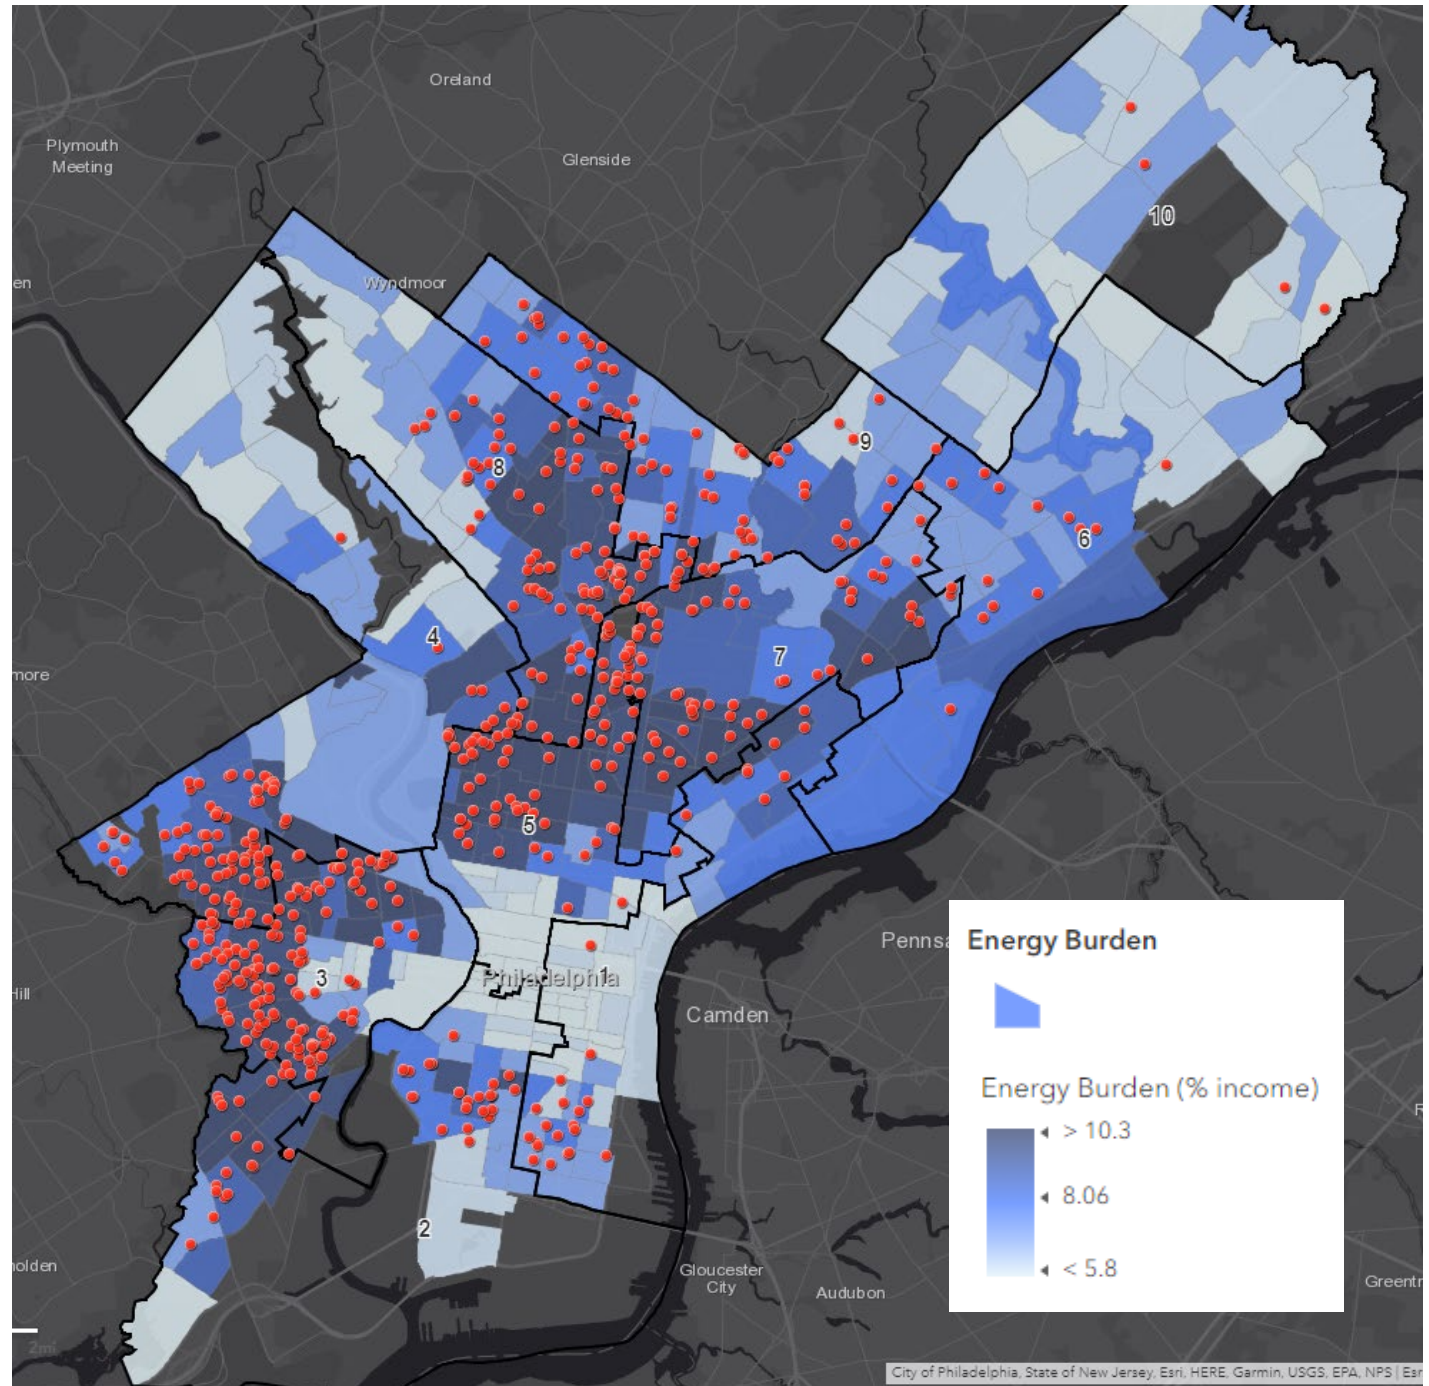 Oreland
Plymouth
Meeting
Glenside
10
en
Wyndmoor
9
8
6
4
7
more
5
Pennsa
Energy Burden
3
Philadelphia
1
Hill
Camden
Energy Burden (% income)
> 10.3
R
8.06
2
< 5.8
holden
Gloucester
City
Audubon
Greentr
2mi
City of Philadelphia, State of New Jersey, Esri, HERE, Garmin, USGS, EPA, NPS | Esr